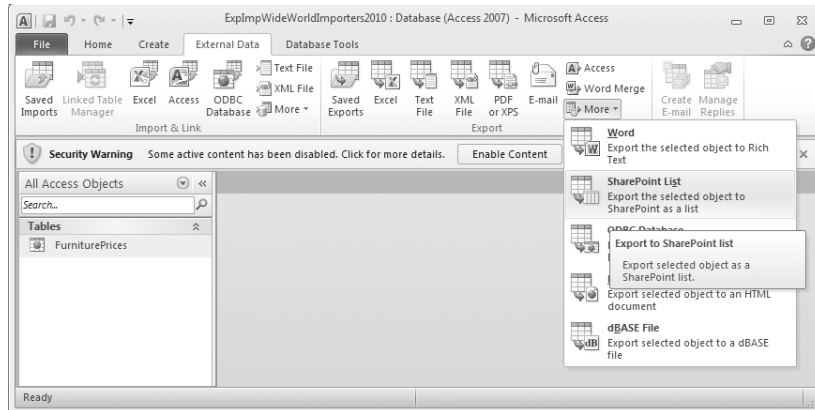 ExpImpWideWorldImporters2010 : Database (Access 2007) - Microsoft Access
File Home Create External Data Database Tools
Saved Imports
Linked Table Manager
Excel
Access
ODBC Database
Text File
XML File
More
Import & Link
Saved Exports
Excel
Text File
XML File
PDF or XPS
E-mail
Access
Word Merge
More
Export
Create E-mail
Manage Replies
Security Warning Some active content has been disabled. Click for more details. Enable Content
All Access Objects
Search...
Tables
FurniturePrices
Word
Export the selected object to Rich
Text
SharePoint List
Export the selected object to
SharePoint as a list
ODBC Database
Export to SharePoint list
Export selected object as a
SharePoint list.
Export selected object to an HTML
document
dBASE File
Export selected object to a dBASE
file
Ready